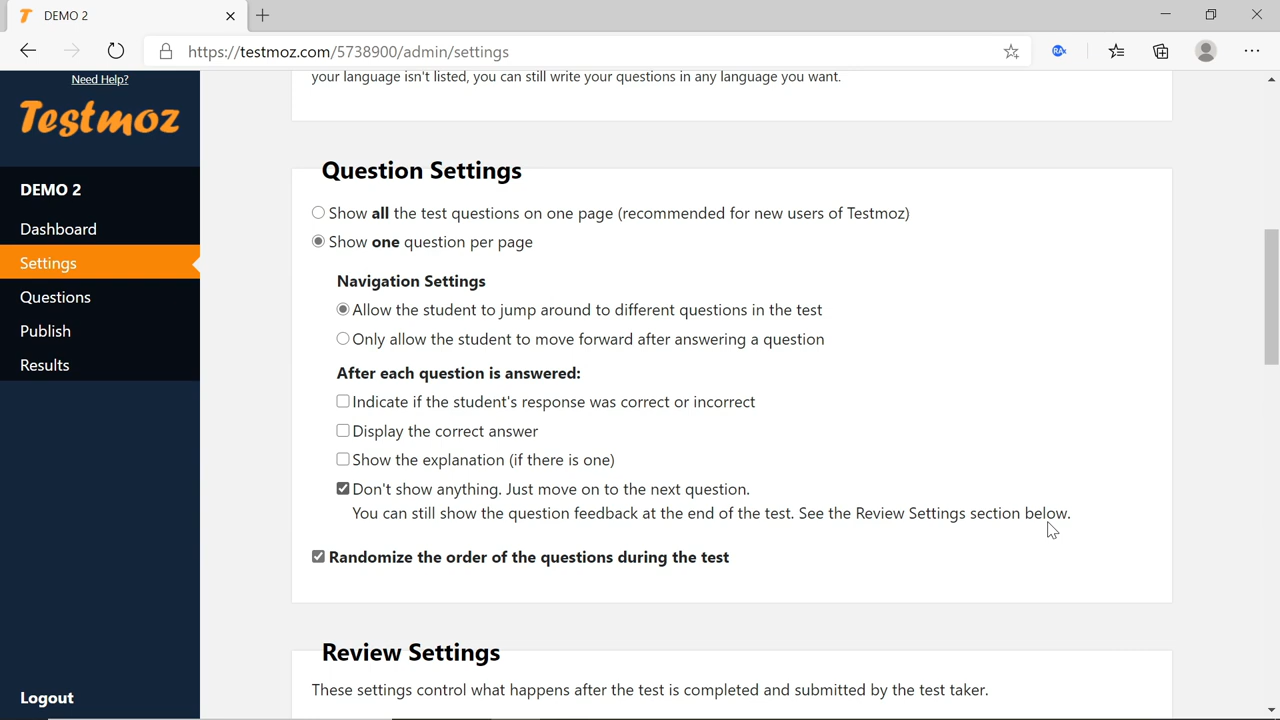 DEMO 2
https://testmoz.com/5738900/admin/settings
Need Help?
Testmoz
DEMO 2
Dashboard
Settings
Questions
Publish
Results
Logout
your language isn't listed, you can still write your questions in any language you want.
Question Settings
Show all the test questions on one page (recommended for new users of Testmoz)
Show one question per page
Navigation Settings
Allow the student to jump around to different questions in the test
Only allow the student to move forward after answering a question
After each question is answered:
Indicate if the student's response was correct or incorrect
Display the correct answer
Show the explanation (if there is one)
Don't show anything. Just move on to the next question.
You can still show the question feedback at the end of the test. See the Review Settings section below.
Randomize the order of the questions during the test
Review Settings
These settings control what happens after the test is completed and submitted by the test taker.